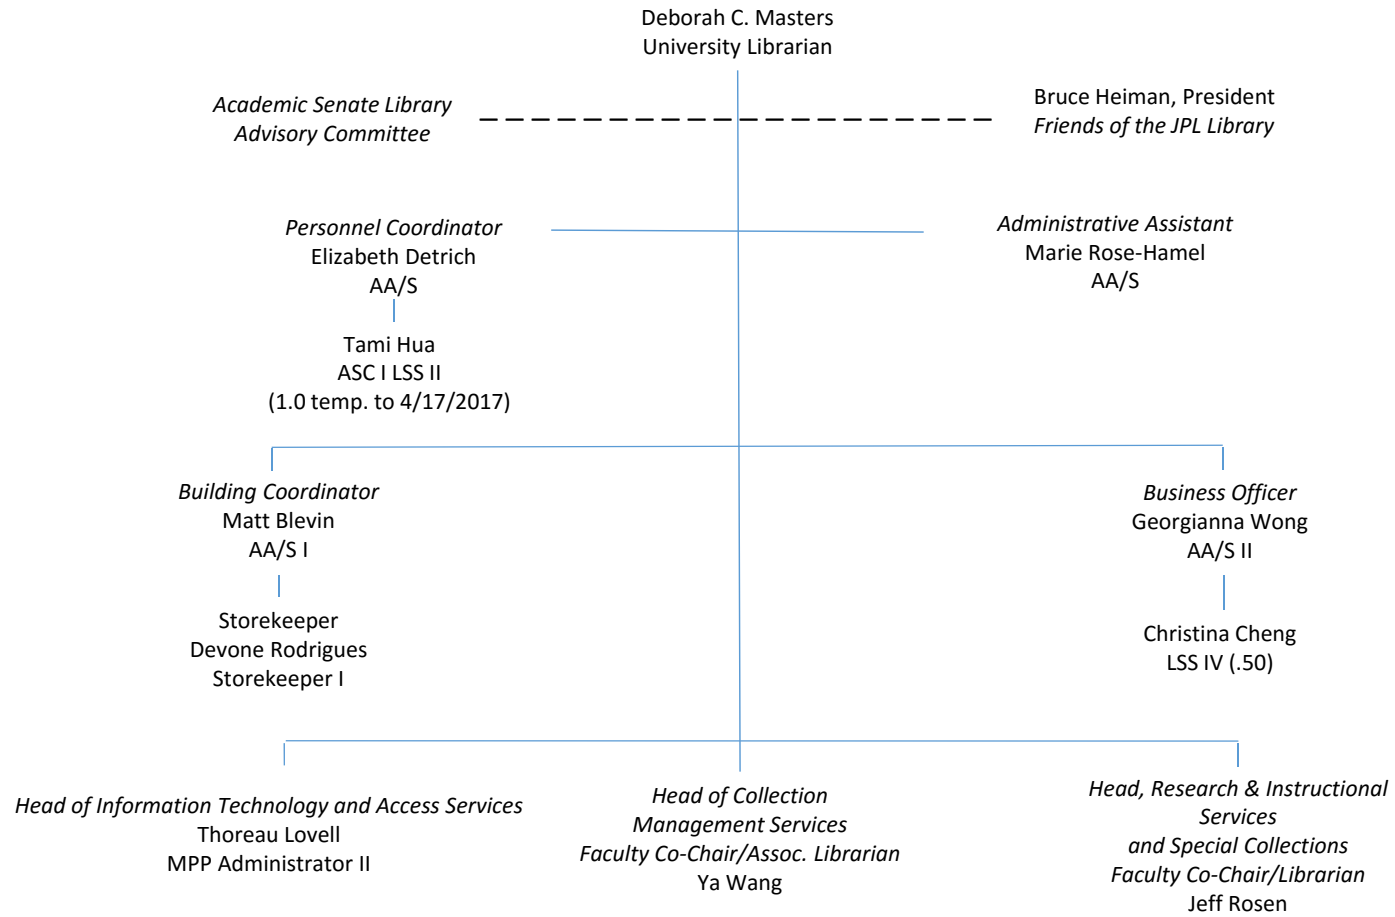 Deborah C. Masters
University Librarian
Academic Senate Library
Advisory Committee
Bruce Heiman, President
Friends of the JPL Library
Personnel Coordinator
Elizabeth Detrich
AA/S
Administrative Assistant
Marie Rose-Hamel
AA/S
Tami Hua
ASC I LSS II
(1.0 temp. to 4/17/2017)
Building Coordinator
Matt Blevin
AA/S I
Business Officer
Georgianna Wong
AA/S II
Storekeeper
Devone Rodrigues
Storekeeper I
Christina Cheng
LSS IV (.50)
Head of Information Technology and Access Services
Thoreau Lovell
MPP Administrator II
Head of Collection
Management Services
Faculty Co-Chair/Assoc. Librarian
Ya Wang
Head, Research & Instructional
Services
and Special Collections
Faculty Co-Chair/Librarian
Jeff Rosen